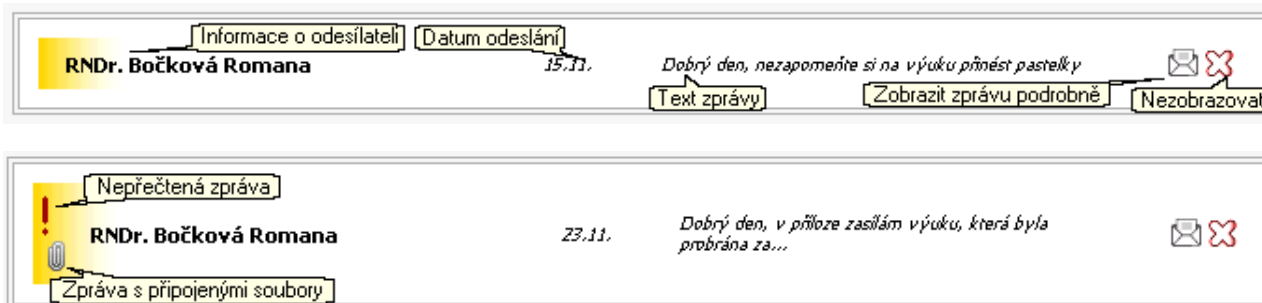 Informace o odesílateli Datum odeslání
RNDr. Bočková Romana 15.11. Dobrý den, nezapomeňte si na výuku přinést pastelky
Text zprávy Zobrazit zprávu podrobně Nezobrazovat
Nepřečtená zpráva
RNDr. Bočková Romana 23.11. Dobrý den, v příloze zasílám výuku, která byla
probrána za...
Zpráva s připojenými soubory